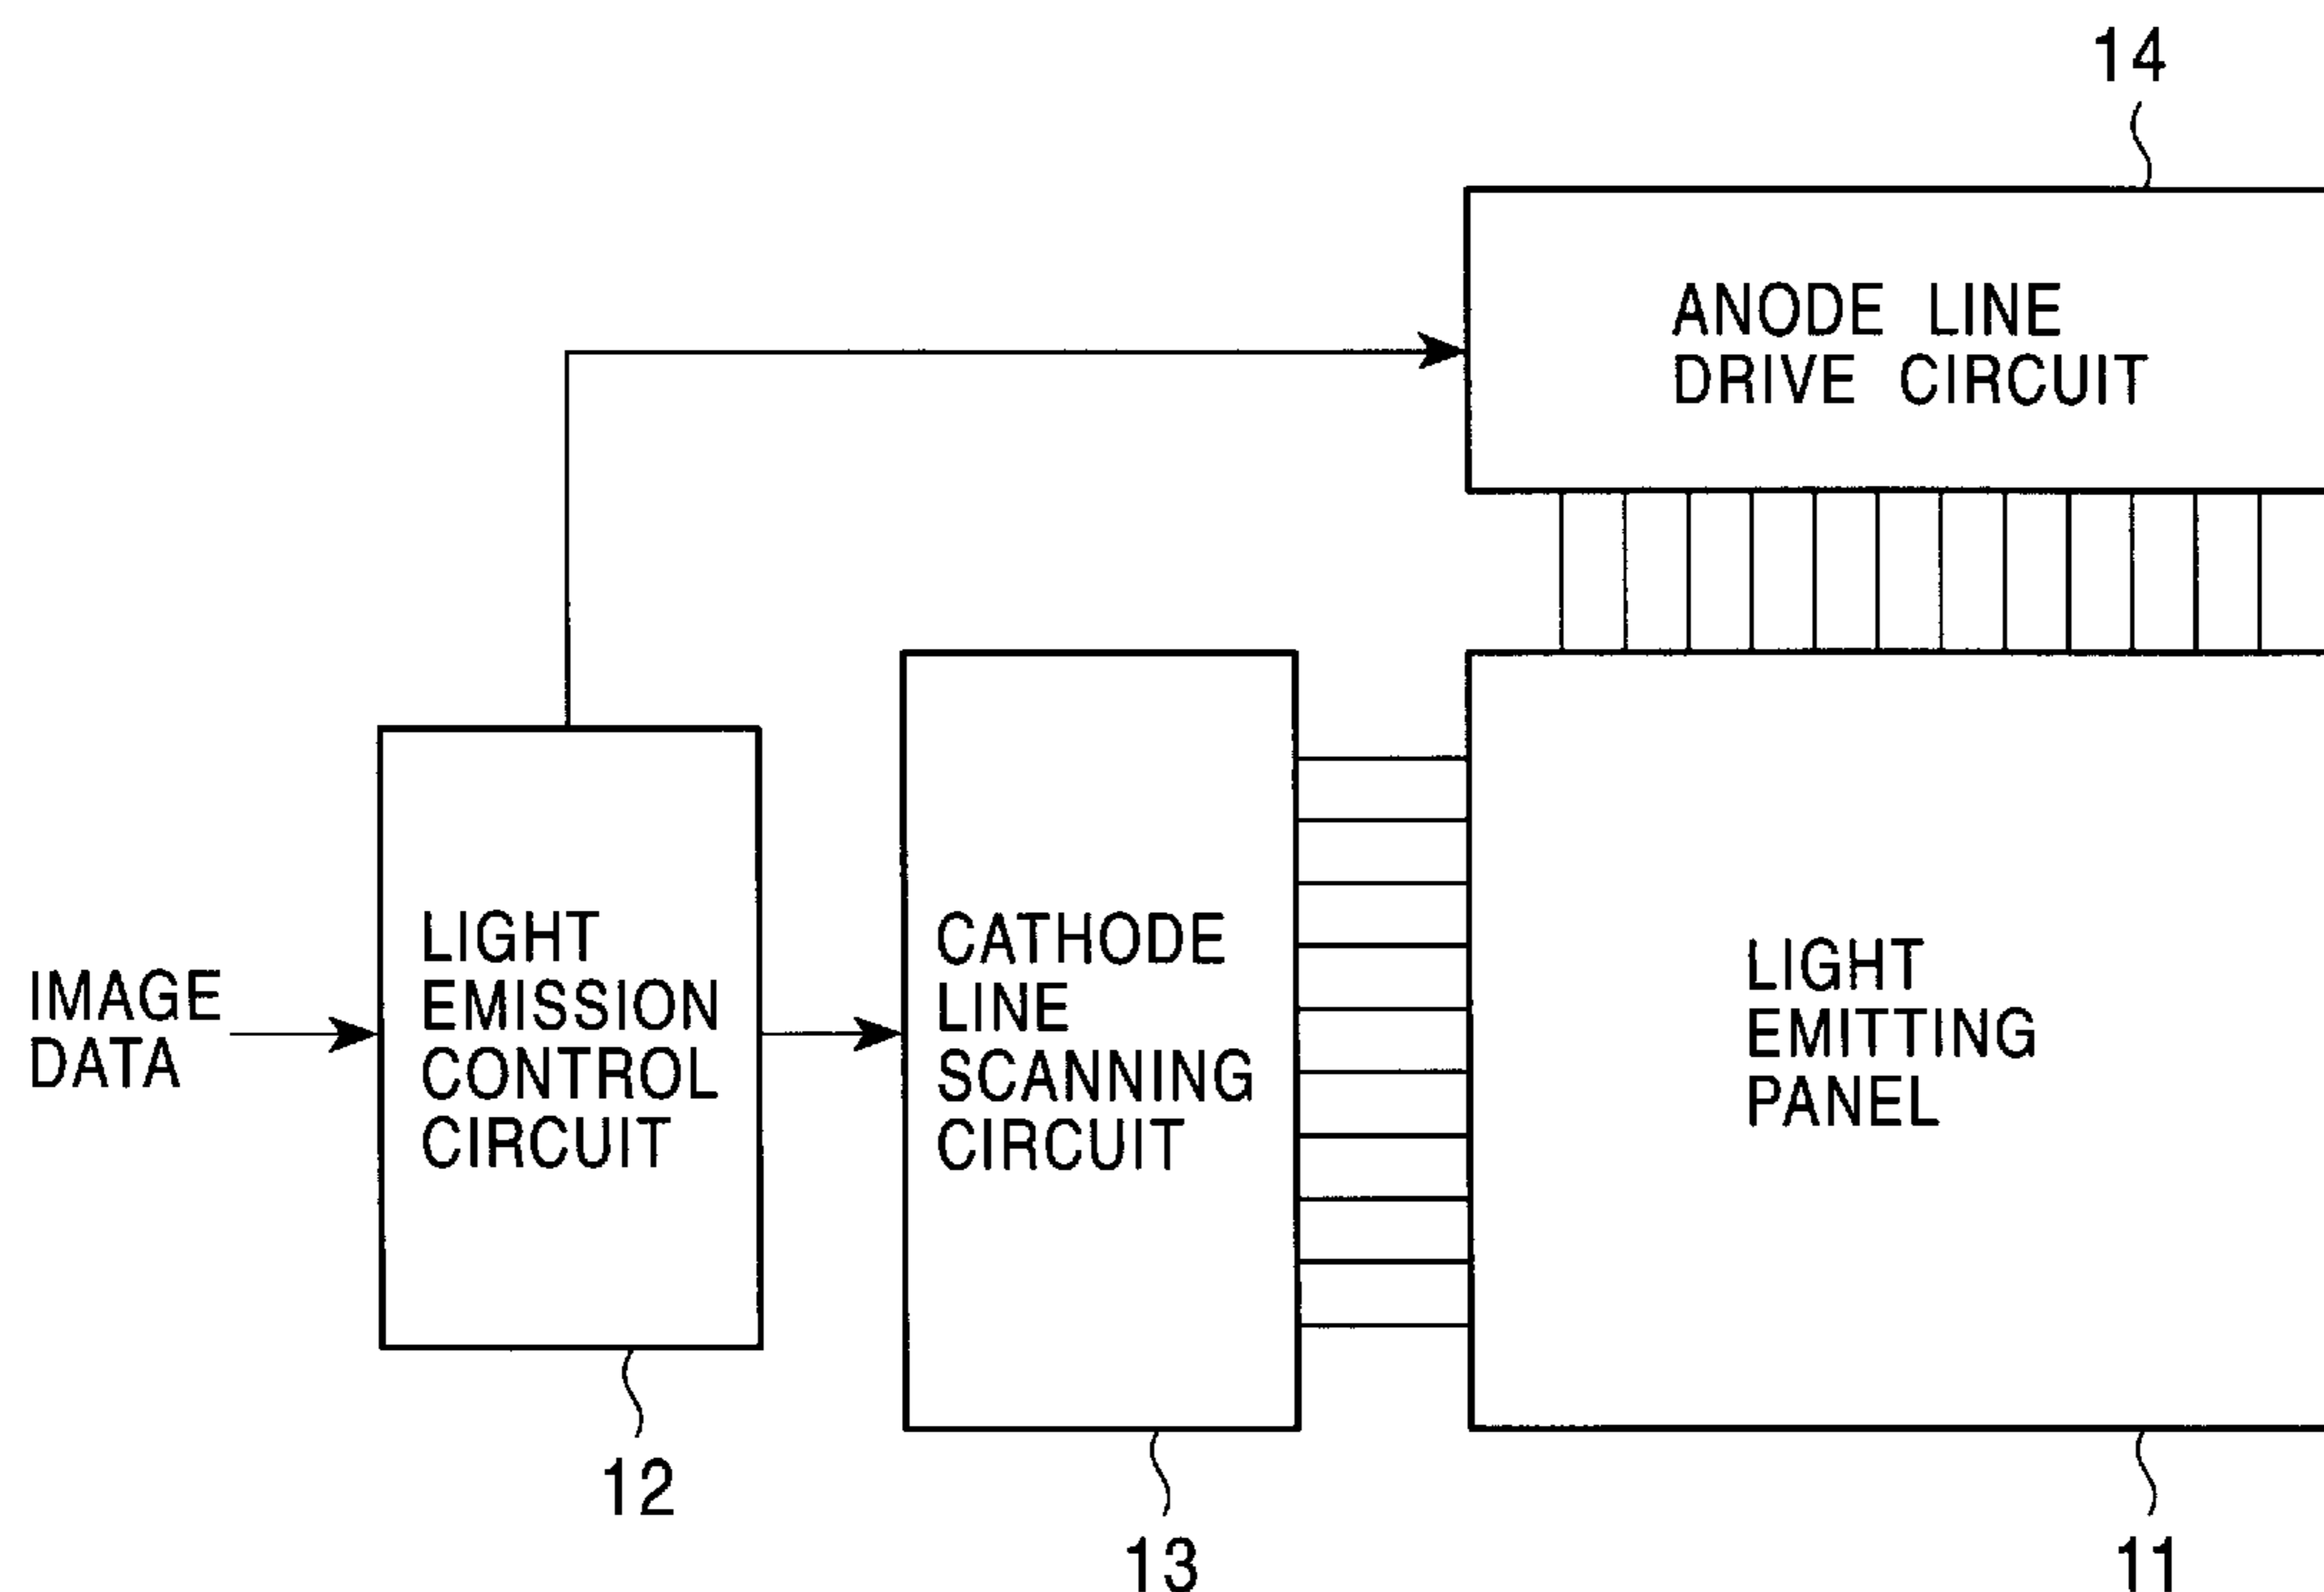 14
ANODE LINE
DRIVE CIRCUIT
IMAGE
DATA
LIGHT
EMISSION
CONTROL
CIRCUIT
CATHODE
LINE
SCANNING
CIRCUIT
LIGHT
EMITTING
PANEL
12
13
11